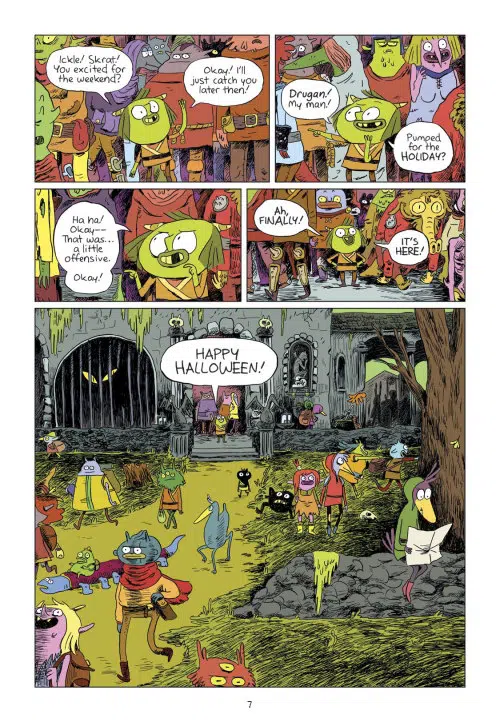 Ickle! Skrat!
You excited for
the weekend?
Okay! I'll
just catch you
later then!
Drugan!
My man!
Pumped
for the
HOLIDAY?
Ha ha!
Okay--
That was...
a little
offensive.
Okay!
Ah,
FINALLY!
IT'S
HERE!
HAPPY
HALLOWEEN!
7